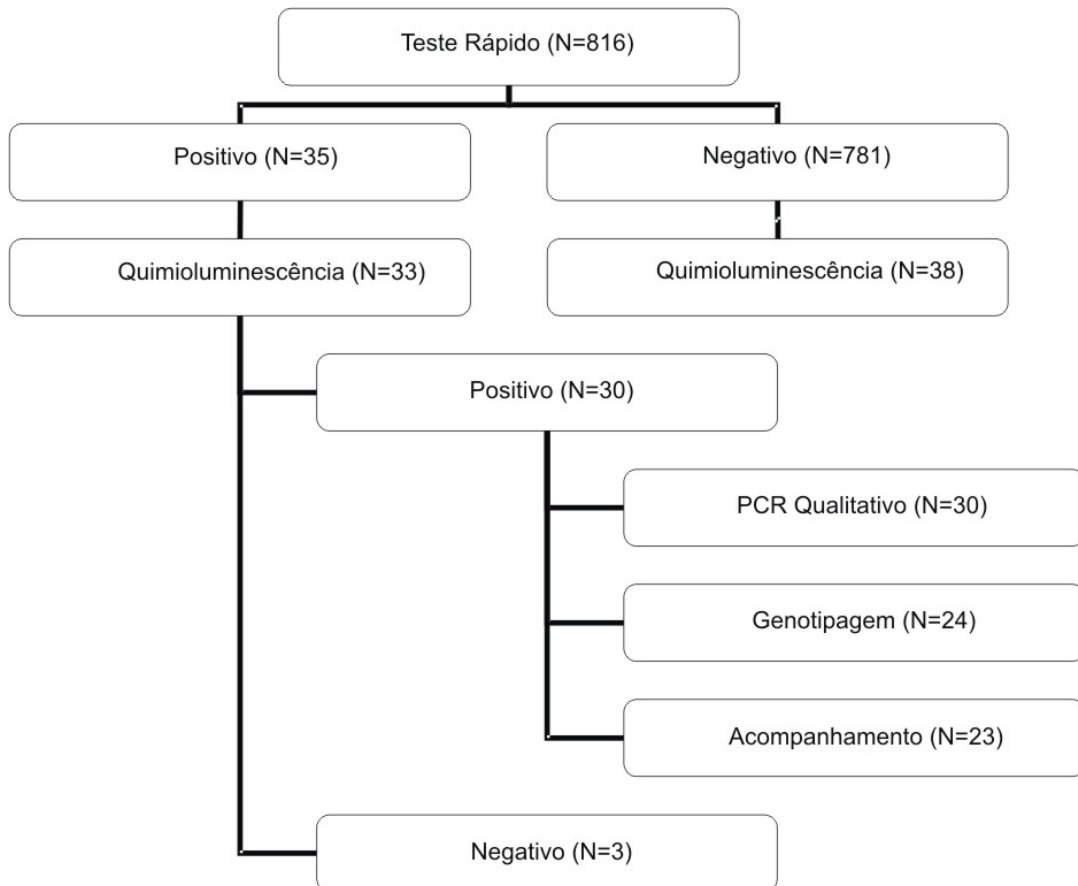 Teste Rápido (N=816)
Positivo (N=35)
Negativo (N=781)
Quimioluminescência (N=33)
Quimioluminescência (N=38)
Positivo (N=30)
PCR Qualitativo (N=30)
Genotipagem (N=24)
Acompanhamento (N=23)
Negativo (N=3)